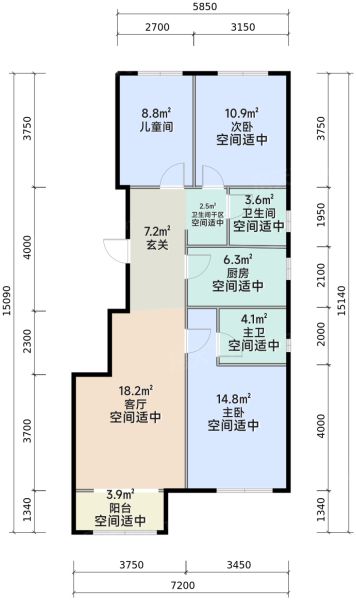 5850
2700
3150
8.8㎡
儿童间
10.9㎡
次卧
空间适中
3750
3750
2.5㎡
卫生间干区
空间适中
3.6㎡
卫生间
空间适中
1950
7.2㎡
玄关
4000
6.3㎡
厨房
空间适中
2100
15090
15140
4.1㎡
主卫
空间适中
2000
2300
18.2㎡
客厅
空间适中
14.8㎡
主卧
空间适中
3700
4000
3.9㎡
阳台
空间适中
1340
1340
3750
3450
7200